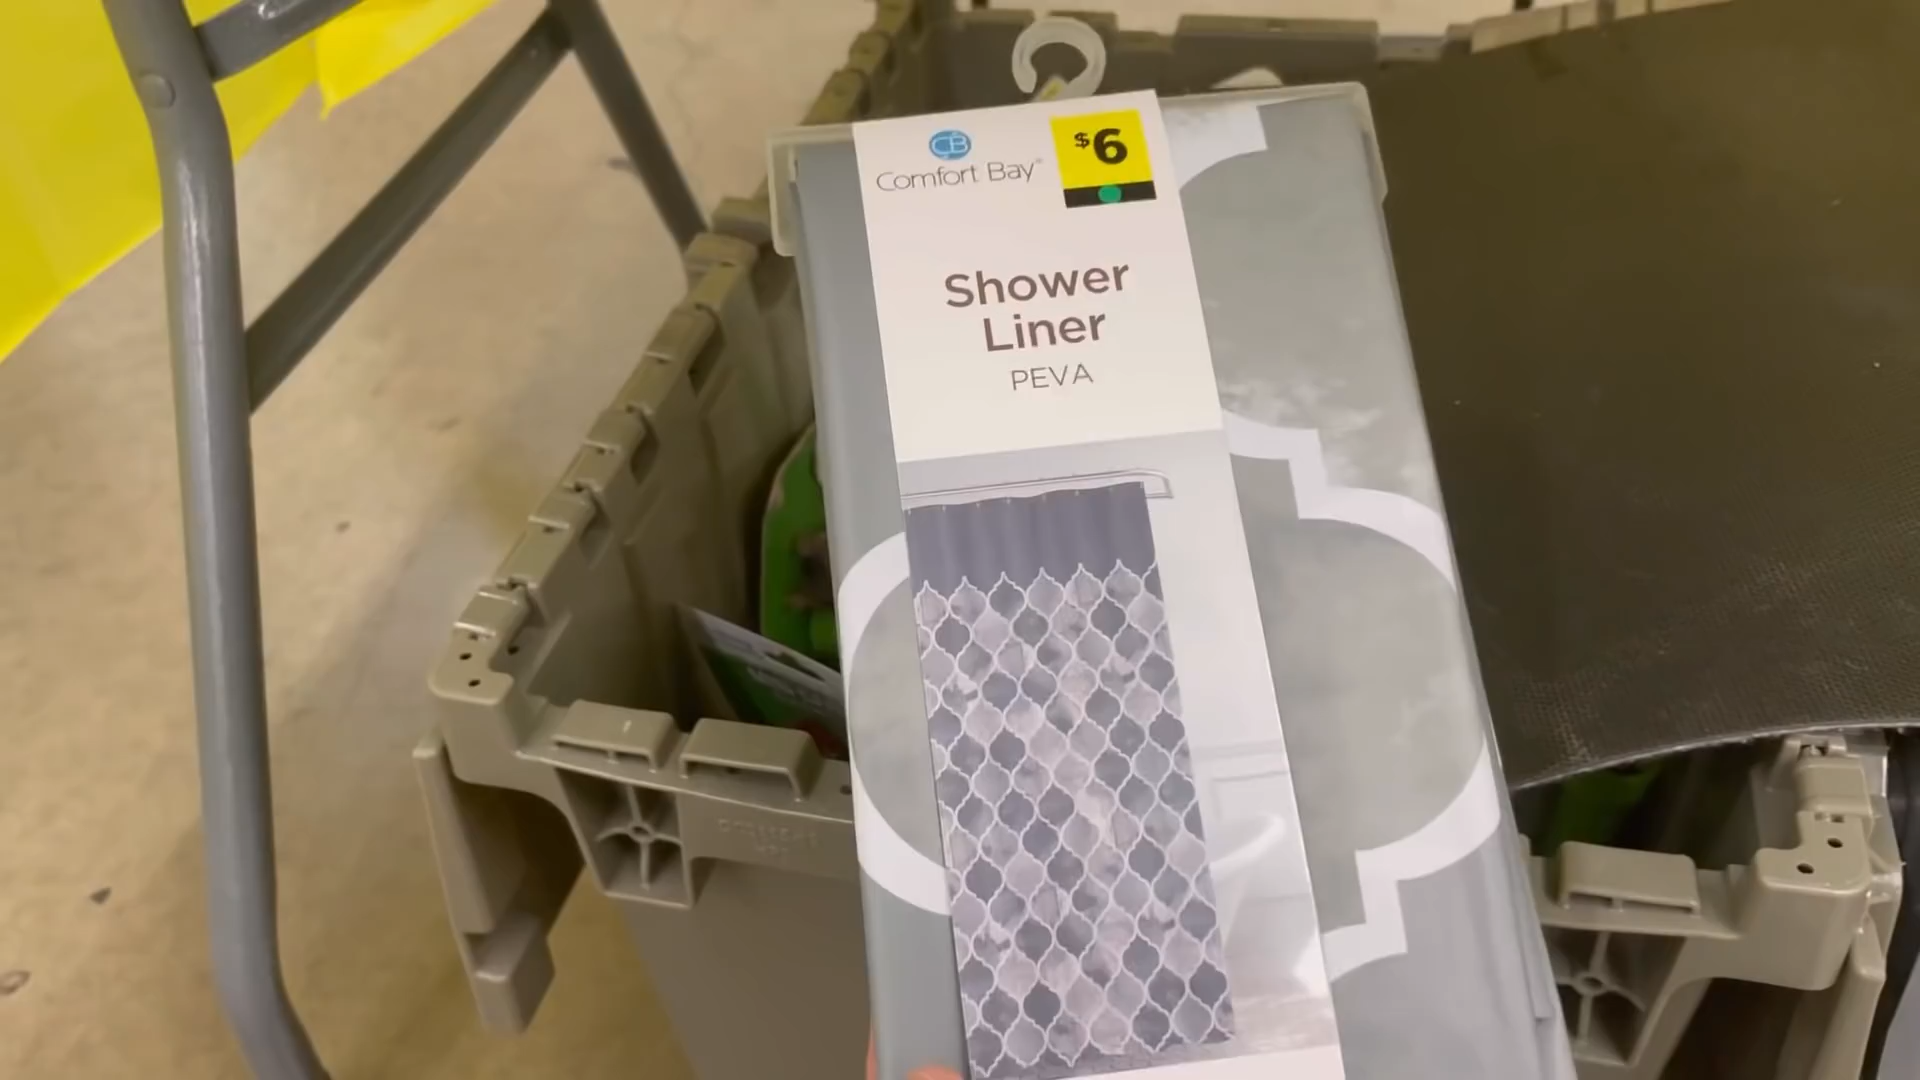 CB
Comfort Bay®
$6
Shower
Liner
PEVA